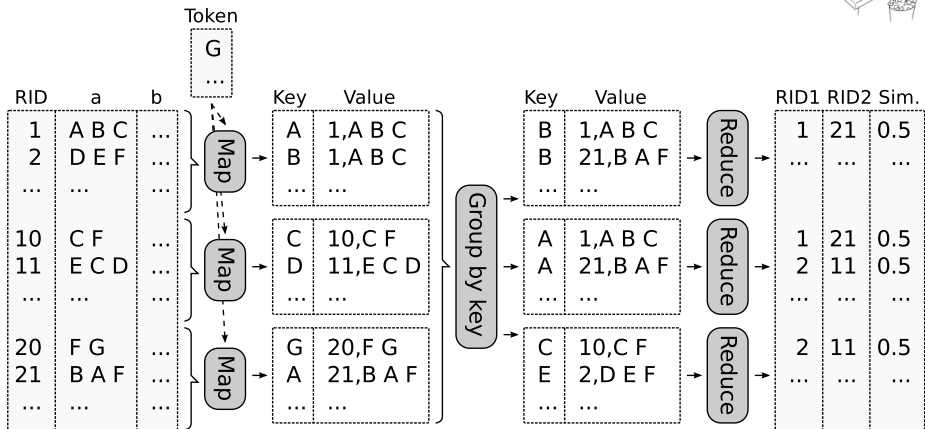 Token
G
...
RID a b
1 A B C ...
2 D E F ...
... ... ...
10 C F ...
11 E C D ...
... ... ...
20 F G ...
21 B A F ...
... ... ...
Map
Map
Map
Key Value
A 1,A B C
B 1,A B C
... ...
C 10,C F
D 11,E C D
... ...
G 20,F G
A 21,B A F
... ...
Group by key
Key Value
B 1,A B C
B 21,B A F
... ...
A 1,A B C
A 21,B A F
... ...
C 10,C F
E 2,D E F
... ...
Reduce
Reduce
Reduce
RID1 RID2 Sim.
1 21 0.5
... ... ...
1 21 0.5
2 11 0.5
... ... ...
2 11 0.5
... ... ...
... ... ...